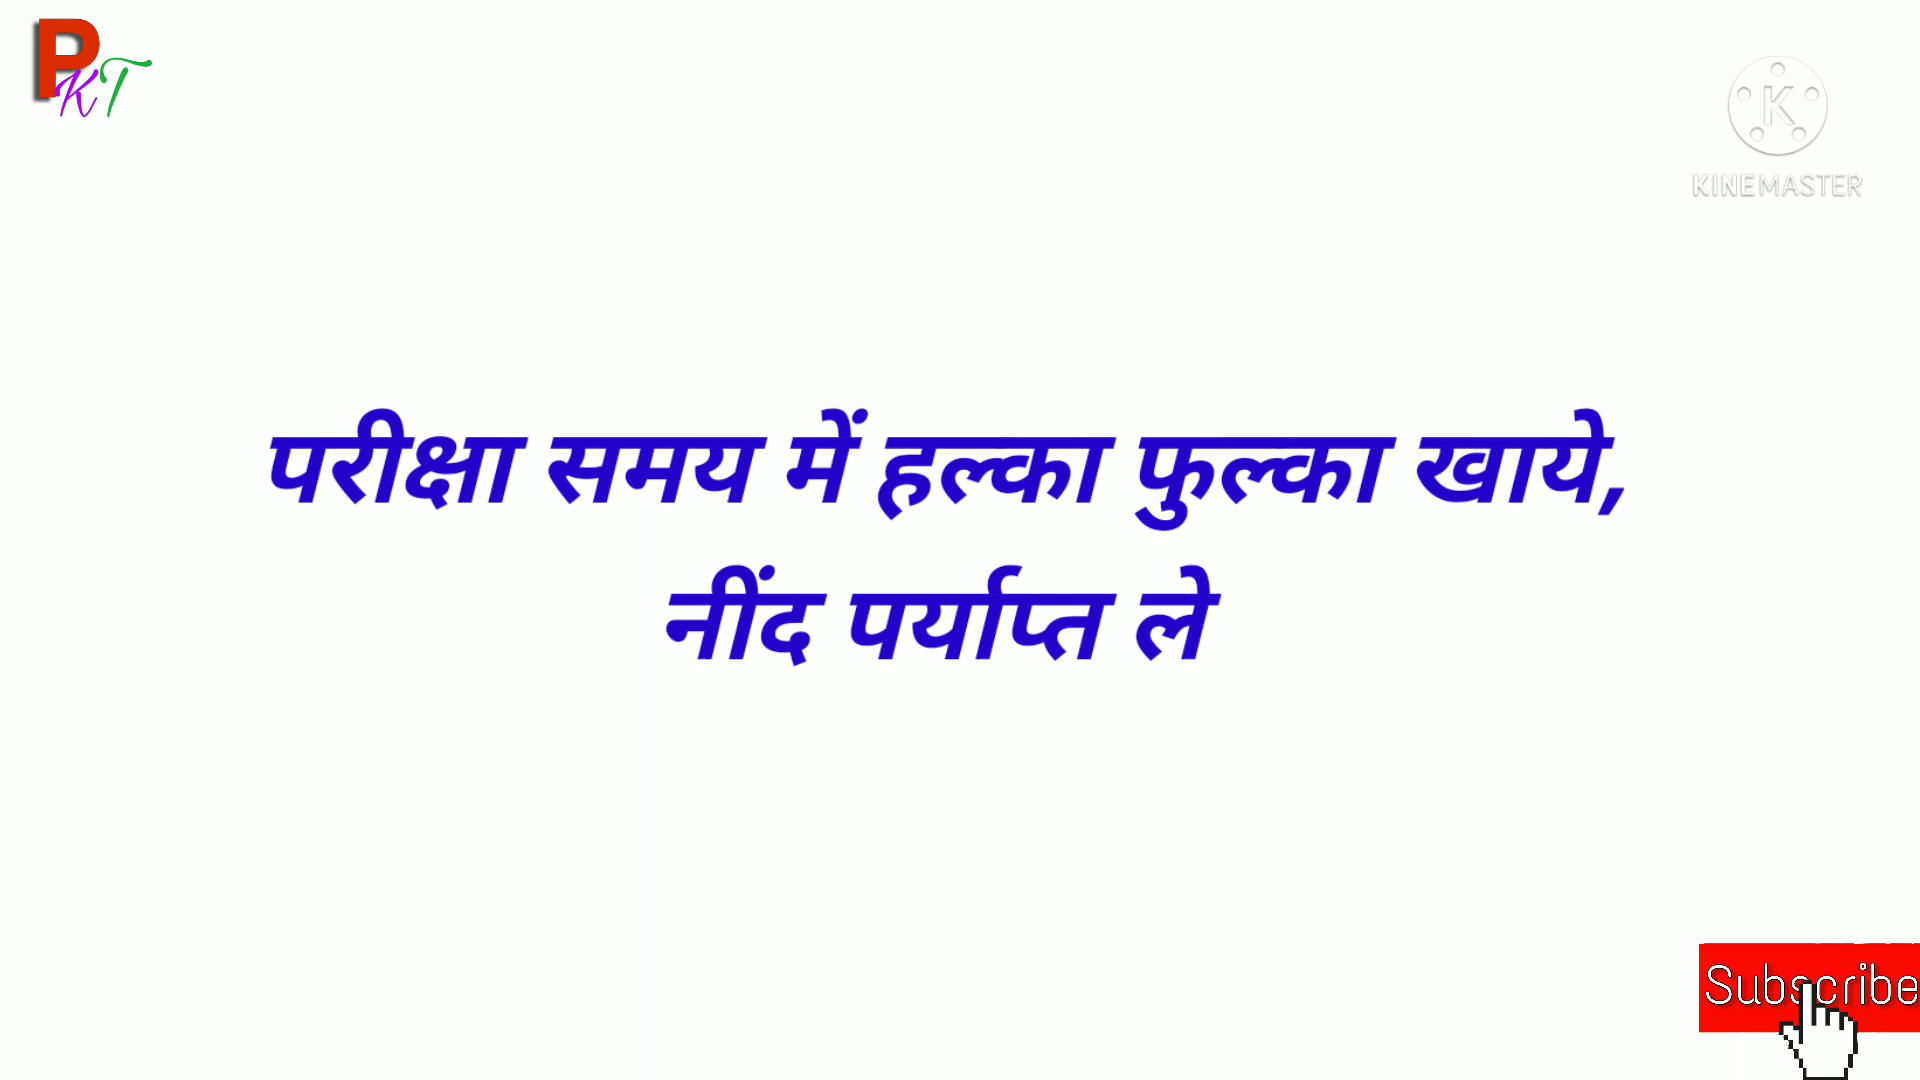 PKT
KINEMASTER
परीक्षा समय में हल्का फुल्का खाये,
नींद पर्याप्त ले
Subscribe